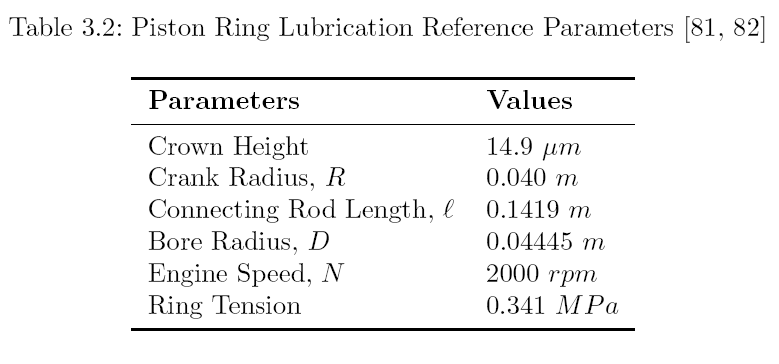 Table 3.2: Piston Ring Lubrication Reference Parameters [81, 82]
Parameters Values
Crown Height 14.9 μm
Crank Radius, R 0.040 m
Connecting Rod Length, ℓ 0.1419 m
Bore Radius, D 0.04445 m
Engine Speed, N 2000 rpm
Ring Tension 0.341 MPa